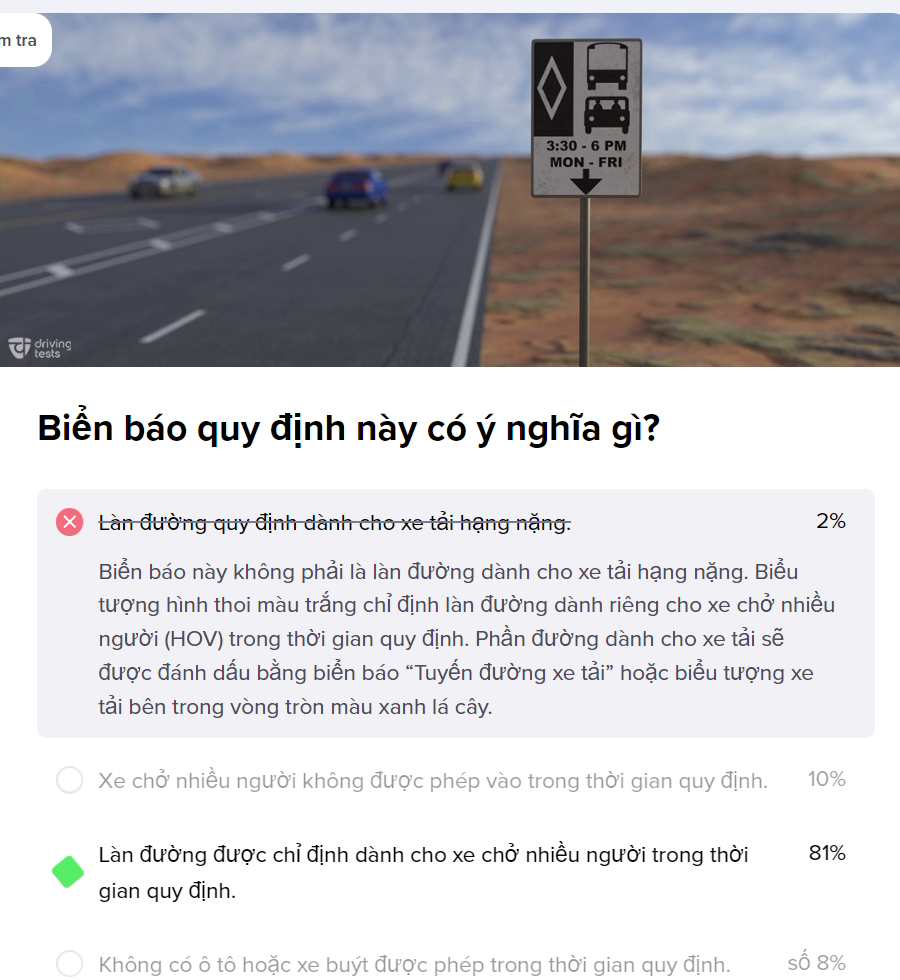 m tra
3:30 - 6 PM
MON - FRI
driving
tests
Biển báo quy định này có ý nghĩa gì?
Làn đường quy định dành cho xe tải hạng nặng. 2%
Biển báo này không phải là làn đường dành cho xe tải hạng nặng. Biểu
tượng hình thoi màu trắng chỉ định làn đường dành riêng cho xe chở nhiều
người (HOV) trong thời gian quy định. Phần đường dành cho xe tải sẽ
được đánh dấu bằng biển báo “Tuyến đường xe tải” hoặc biểu tượng xe
tải bên trong vòng tròn màu xanh lá cây.
Xe chở nhiều người không được phép vào trong thời gian quy định. 10%
Làn đường được chỉ định dành cho xe chở nhiều người trong thời 81%
gian quy định.
Không có ô tô hoặc xe buýt được phép trong thời gian quy định. số 8%